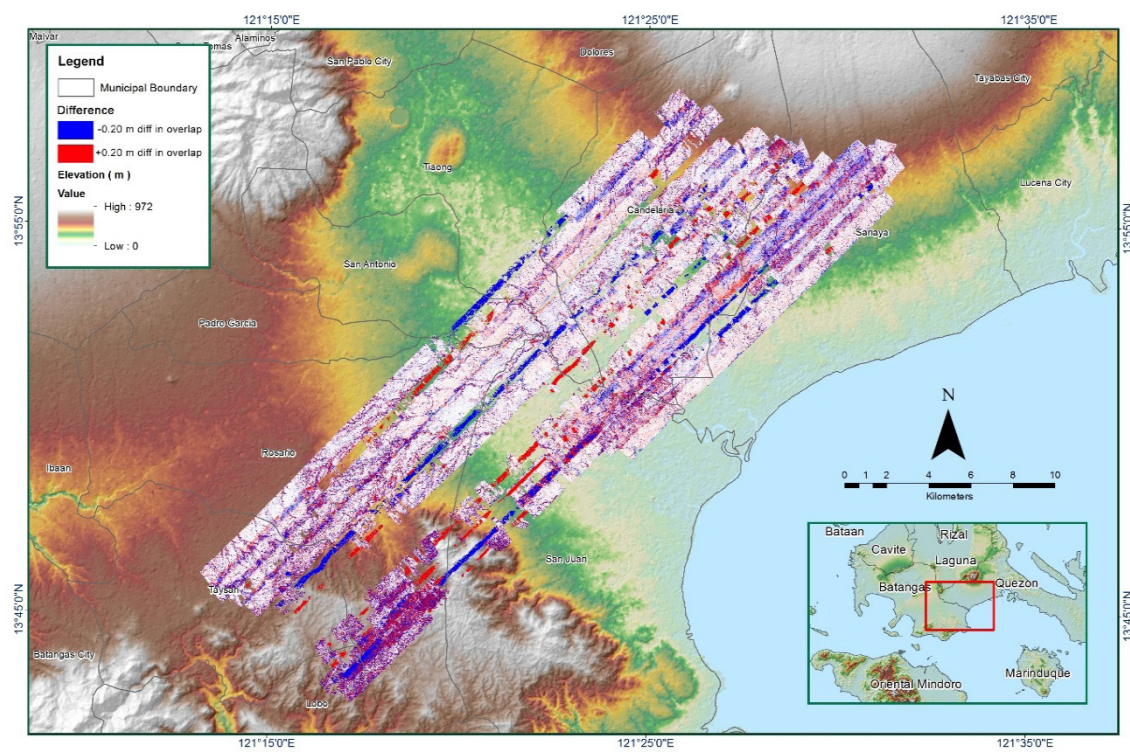 121°15'0"E
121°25'0"E
121°35'0"E
Malvar
Alaminos
Tomas
San Pablo City
Dolores
Tayabas City
Legend
Municipal Boundary
Difference
-0.20 m diff in overlap
+0.20 m diff in overlap
Elevation ( m )
Value
High : 972
Low : 0
Tiaong
Lucena City
Candelaria
13°55'0"N
13°55'0"N
Sariaya
San Antonio
Padre Garcia
N
Rosario
Ibaan
0 1 2 4 6 8 10
Kilometers
San Juan
Taysan
13°45'0"N
13°45'0"N
Batangas City
Lobo
Bataan
Rizal
Cavite
Laguna
Batangas
Quezon
Marinduque
Oriental Mindoro
121°15'0"E
121°25'0"E
121°35'0"E